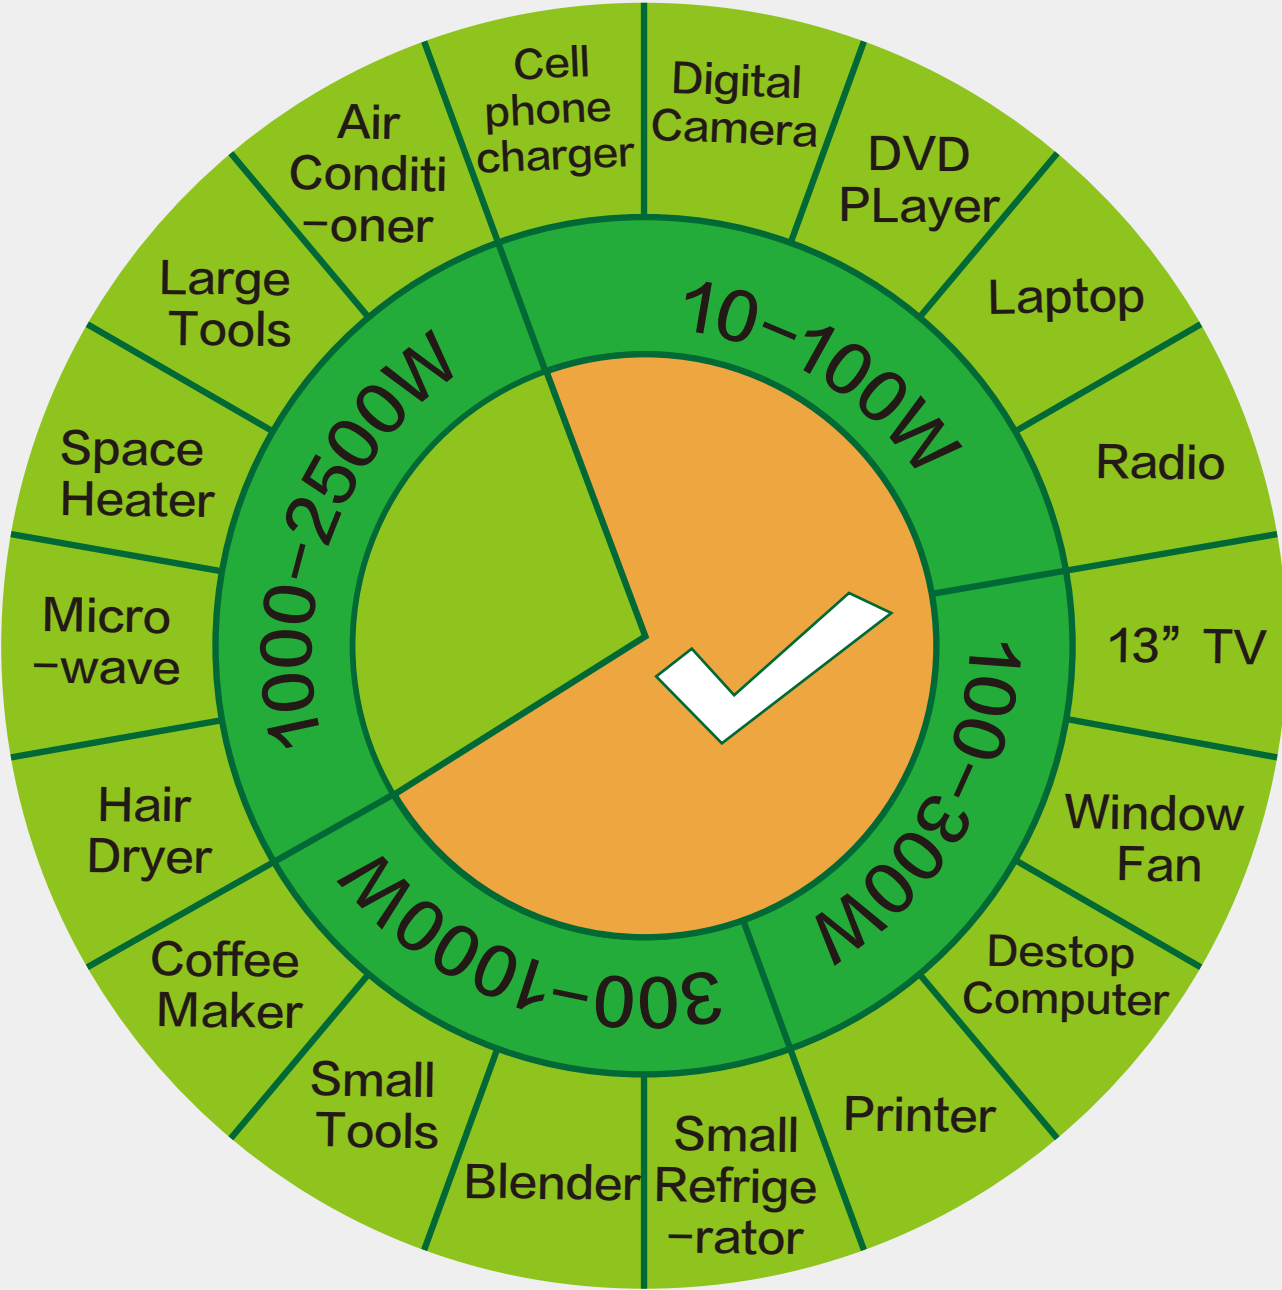 Cell
phone
charger
Digital
Camera
DVD
PLayer
Laptop
Radio
13” TV
Window
Fan
Destop
Computer
Printer
Small
Refrige
-rator
Blender
Small
Tools
Coffee
Maker
Hair
Dryer
Micro
-wave
Space
Heater
Large
Tools
Air
Conditi
-oner
10-100W
100-300W
300-1000W
1000-2500W